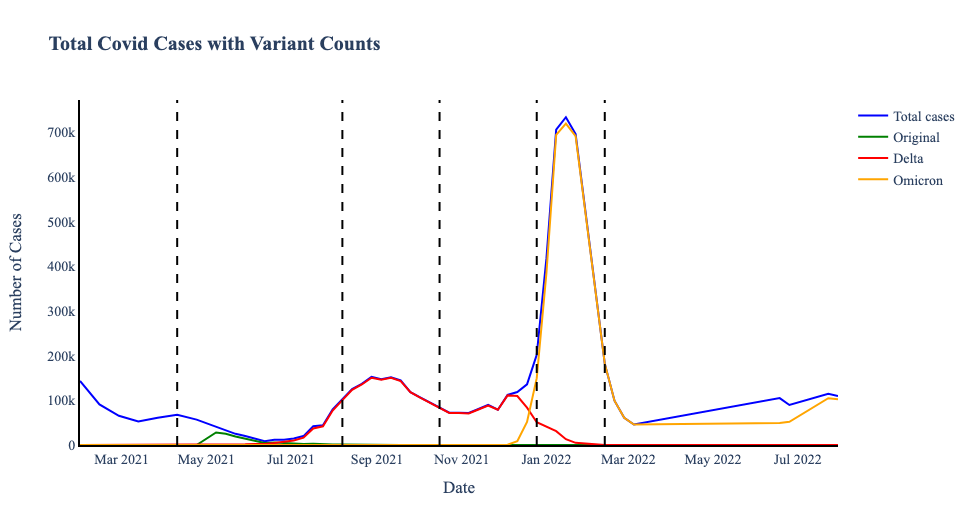 Total Covid Cases with Variant Counts
Total cases
Original
Delta
Omicron
Number of Cases
700k
600k
500k
400k
300k
200k
100k
0
Mar 2021 May 2021 Jul 2021 Sep 2021 Nov 2021 Jan 2022 Mar 2022 May 2022 Jul 2022
Date